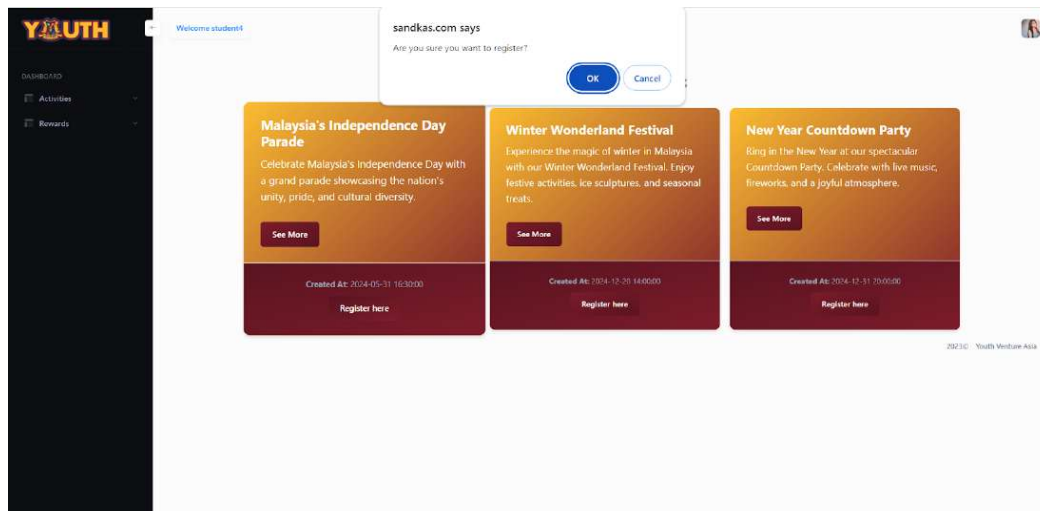 YOUTH
Welcome student4
sandkas.com says
Are you sure you want to register?
OK
Cancel
DASHBOARD
Activities
Rewards
Malaysia's Independence Day
Parade
Celebrate Malaysia's Independence Day with
a grand parade showcasing the nation's
unity, pride, and cultural diversity.
See More
Created At: 2024-05-31 16:30:00
Register here
Winter Wonderland Festival
Experience the magic of winter in Malaysia
with our Winter Wonderland Festival. Enjoy
festive activities, ice sculptures, and seasonal
treats.
See More
Created At: 2024-12-20 14:00:00
Register here
New Year Countdown Party
Ring in the New Year at our spectacular
Countdown Party. Celebrate with live music,
fireworks, and a joyful atmosphere.
See More
Created At: 2024-12-31 20:00:00
Register here
2023 © Youth Venture Asia